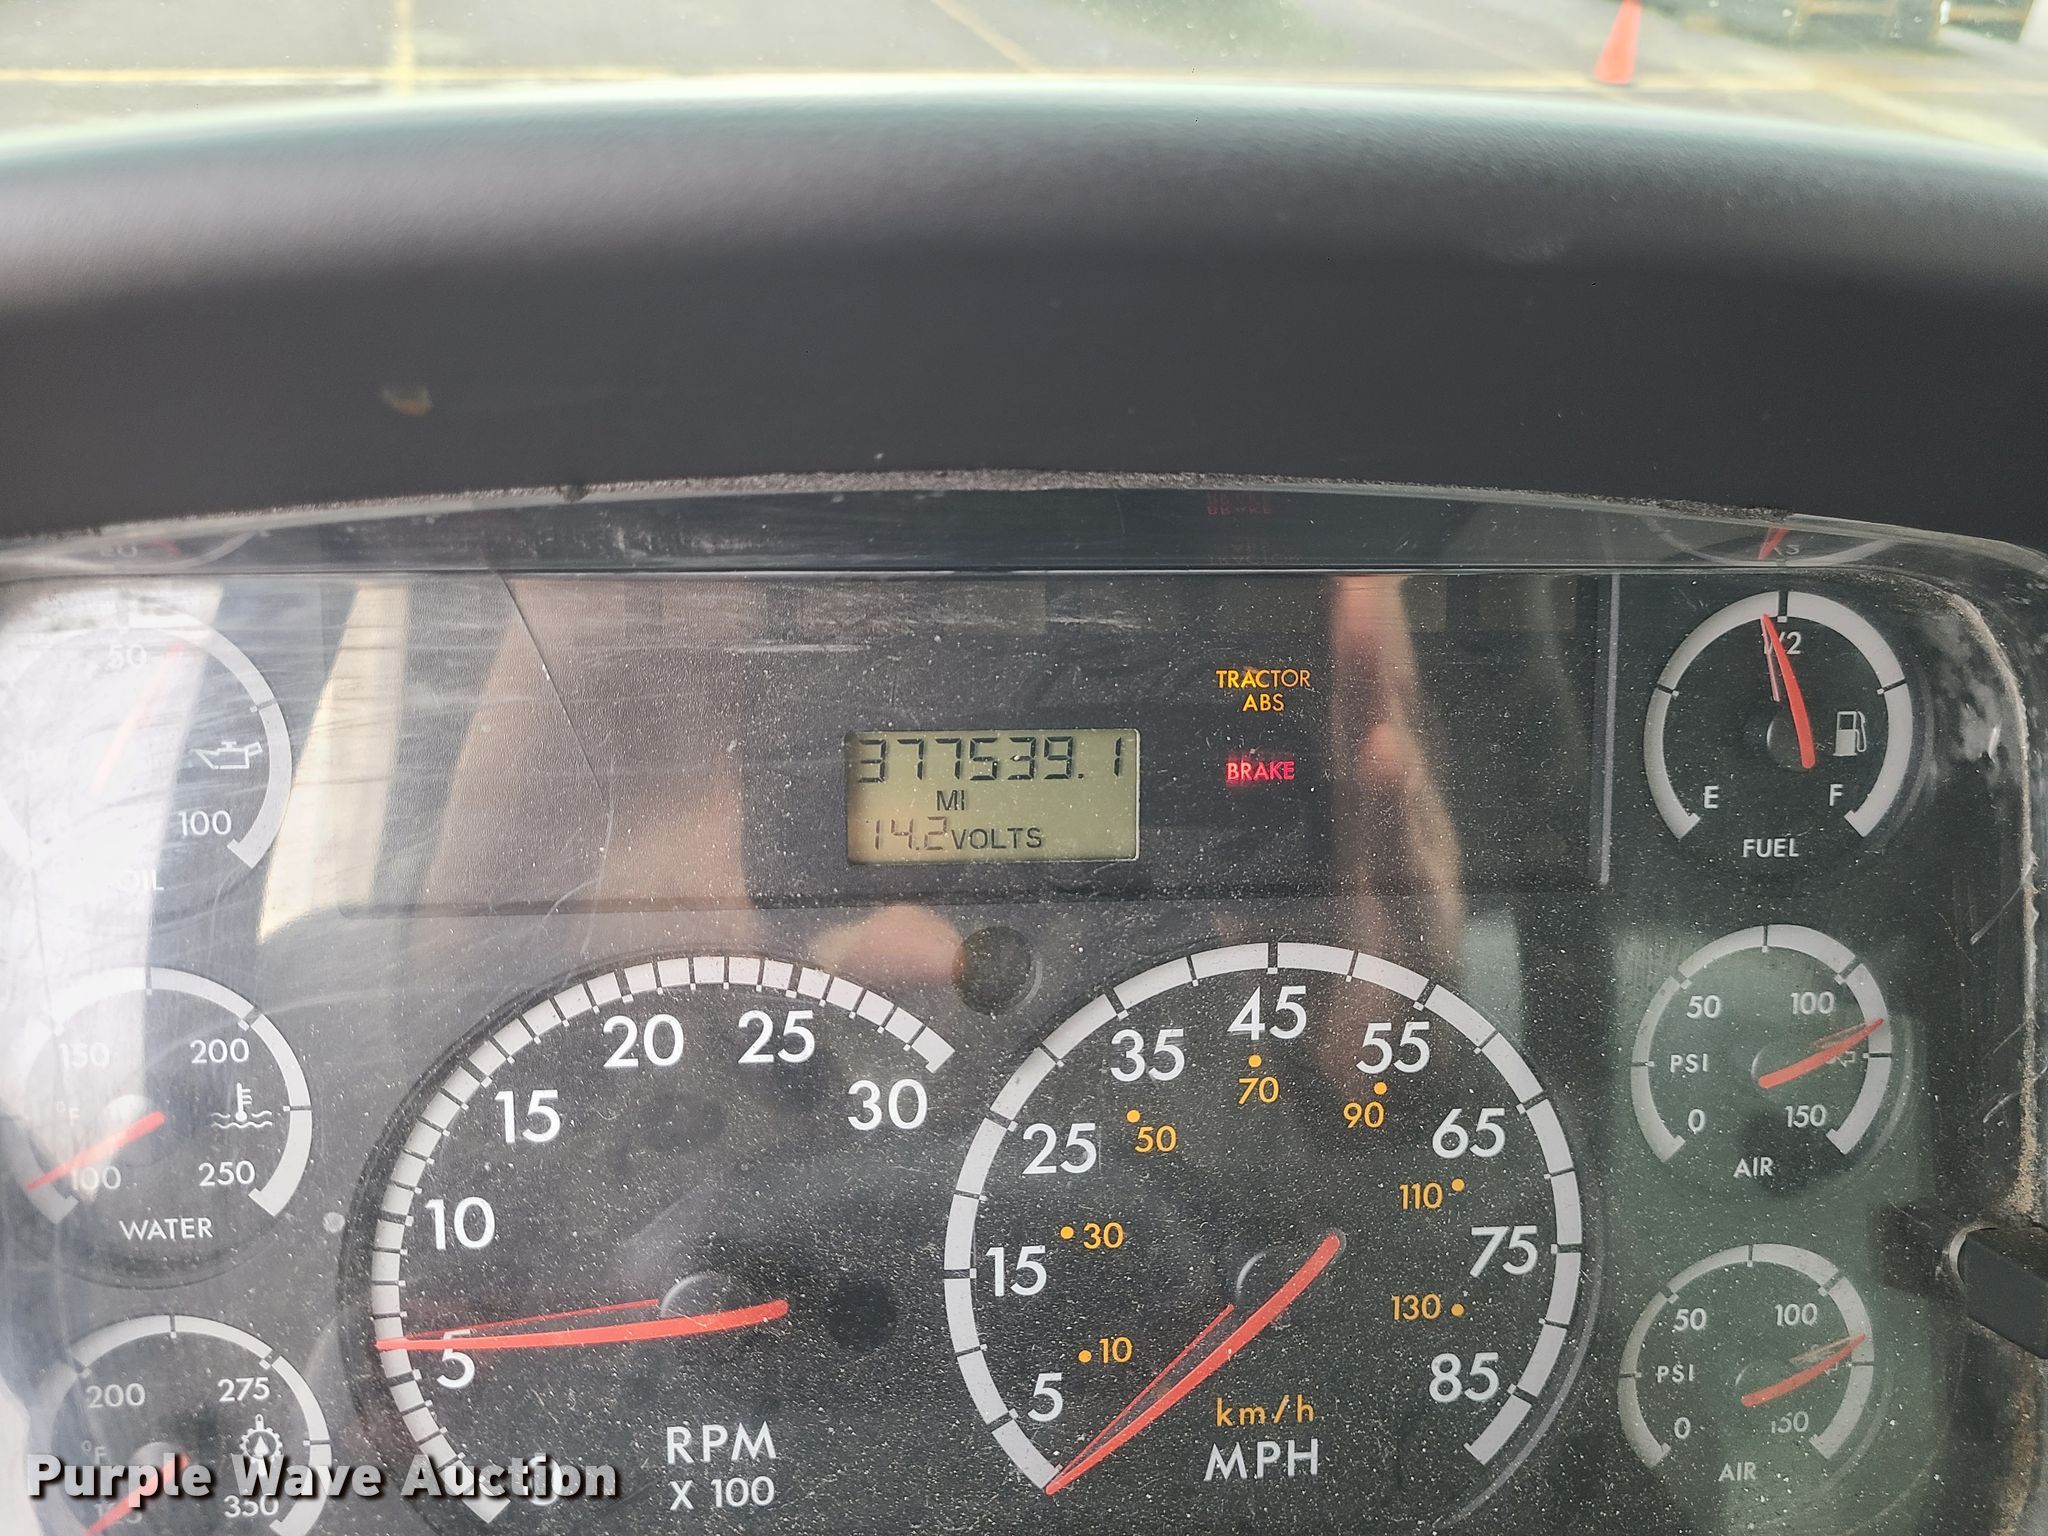 TRACTOR
ABS
BRAKE
377539.1
MI
14.2 VOLTS
50
100
OIL
1/2
E
F
FUEL
150
200
°F
100
250
WATER
5
10
15
20
25
30
RPM
X 100
5
15
25
35
45
55
65
75
85
10
30
50
70
90
110
130
km/h
MPH
50
100
PSI
0
150
AIR
50
100
PSI
0
150
AIR
200
275
°F
350
Purple Wave Auction